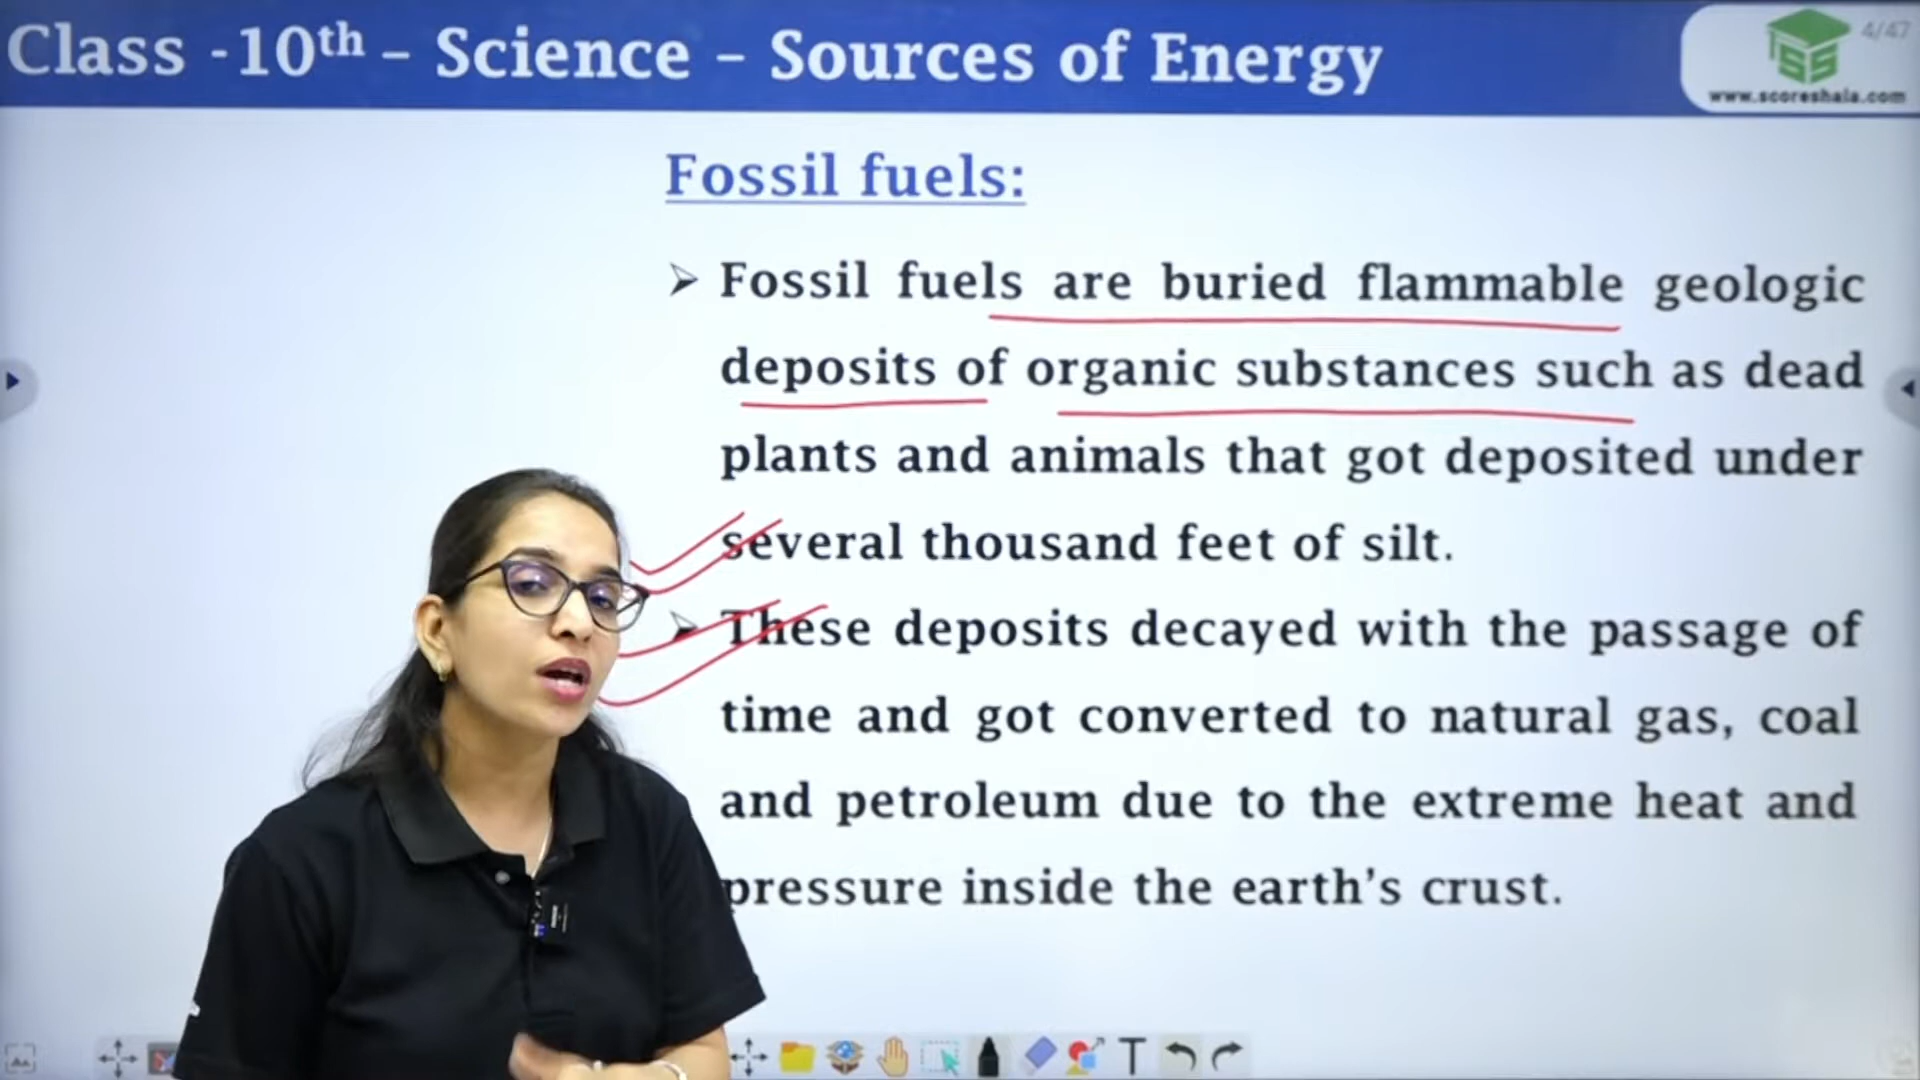 Class -10th – Science – Sources of Energy
4/47
www.scoreshala.com
Fossil fuels:
➢ Fossil fuels are buried flammable geologic
deposits of organic substances such as dead
plants and animals that got deposited under
several thousand feet of silt.
➢ These deposits decayed with the passage of
time and got converted to natural gas, coal
and petroleum due to the extreme heat and
pressure inside the earth's crust.